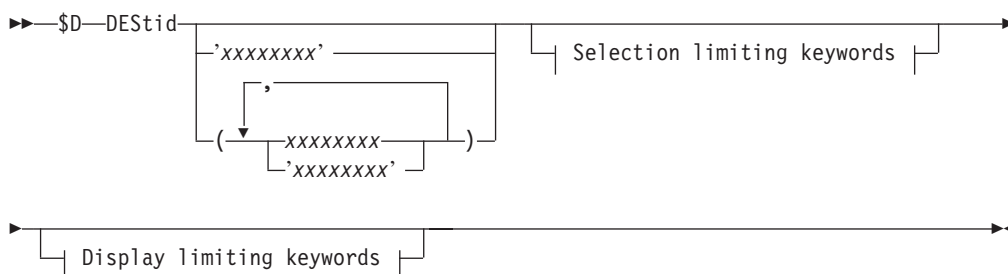 $D DEStid
'xxxxxxxx'
Selection limiting keywords
,
( xxxxxxxx )
'xxxxxxxx'
Display limiting keywords